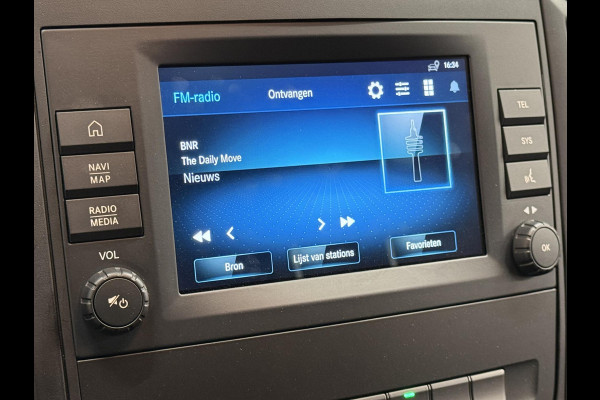 16:34
FM-radio Ontvangen
BNR
The Daily Move
Nieuws
Bron Lijst van stations Favorieten
NAVI
MAP
RADIO
MEDIA
VOL
TEL
SYS
OK